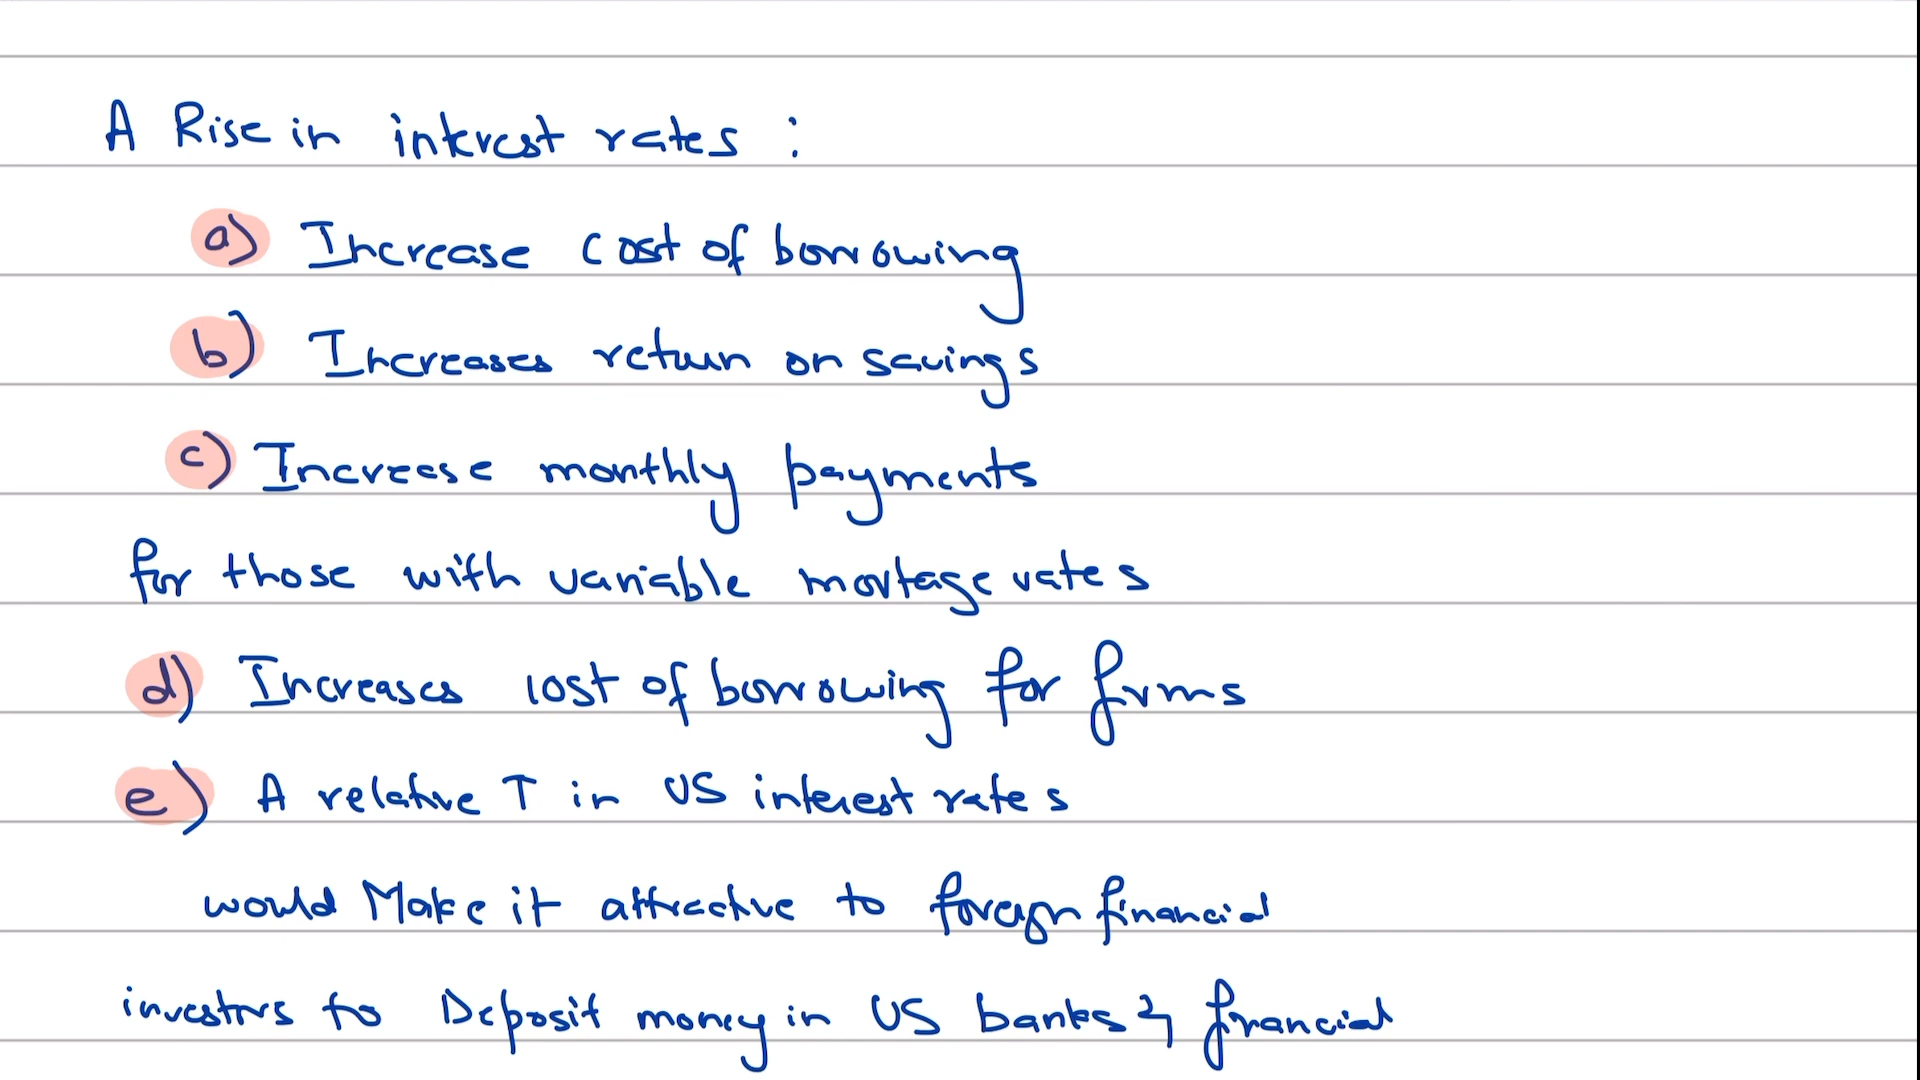 A Rise in interest rates :
a) Increase cost of borrowing
b) Increases return on savings
c) Increase monthly payments
for those with variable mortage rates
d) Increases cost of borrowing for firms
e) A relative ↑ in US interest rates
would Make it attractive to foreign financial
investors to Deposit money in US banks & financial